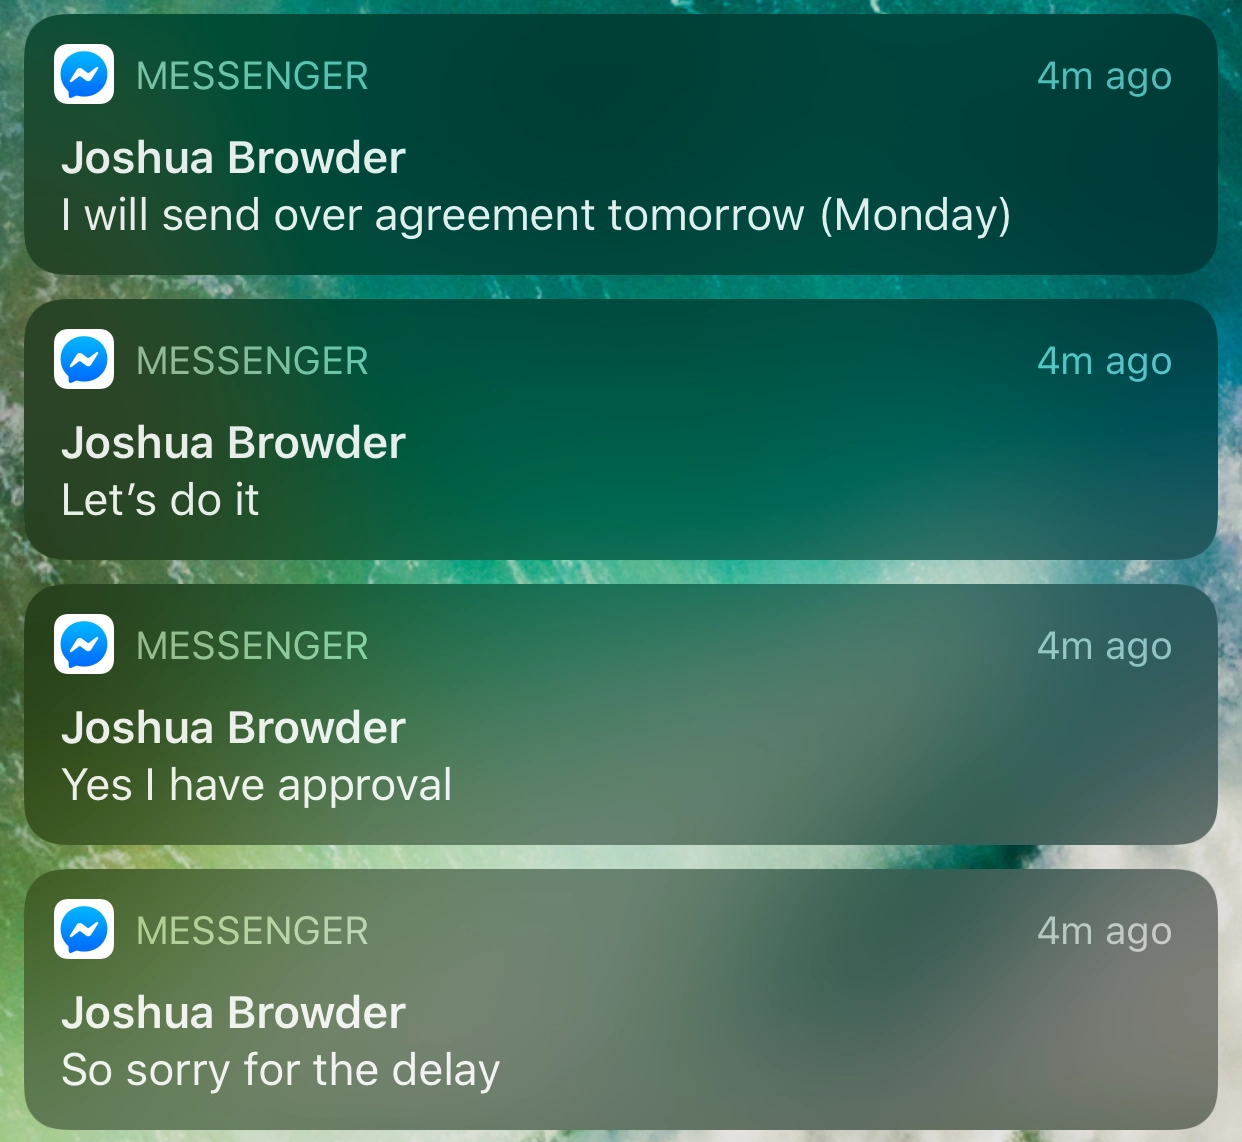 MESSENGER 4m ago
Joshua Browder
I will send over agreement tomorrow (Monday)
MESSENGER 4m ago
Joshua Browder
Let’s do it
MESSENGER 4m ago
Joshua Browder
Yes I have approval
MESSENGER 4m ago
Joshua Browder
So sorry for the delay